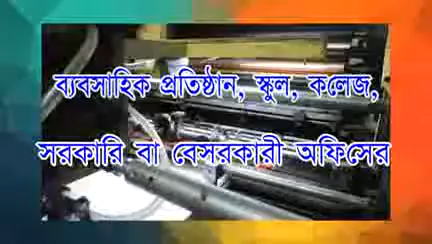 ব্যবসাহিক প্রতিষ্ঠান, স্কুল, কলেজ,
সরকারি বা বেসরকারী অফিসের